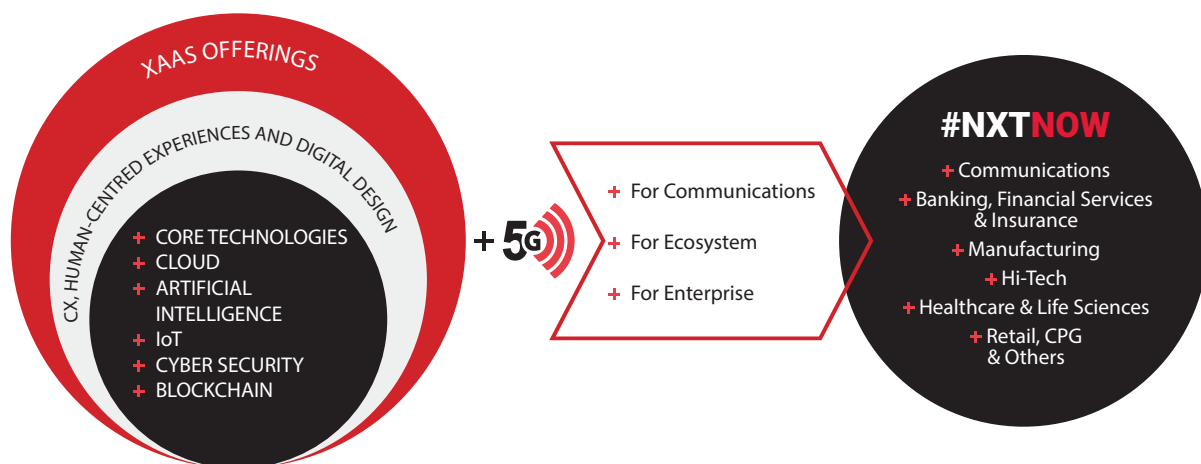 XAAS OFFERINGS
CX, HUMAN-CENTRED EXPERIENCES AND DIGITAL DESIGN
+ CORE TECHNOLOGIES
+ CLOUD
+ ARTIFICIAL
INTELLIGENCE
+ IoT
+ CYBER SECURITY
+ BLOCKCHAIN
+ 5G
+ For Communications
+ For Ecosystem
+ For Enterprise
#NXTNOW
+ Communications
+ Banking, Financial Services
& Insurance
+ Manufacturing
+ Hi-Tech
+ Healthcare & Life Sciences
+ Retail, CPG
& Others